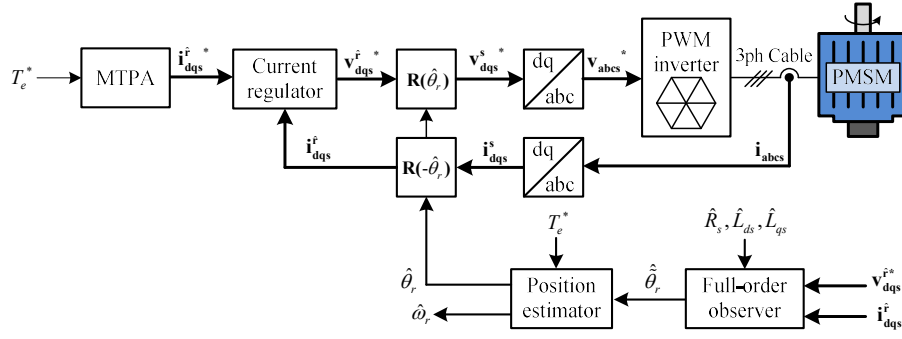 T_e^*
MTPA
i_dqs^r̂ *
Current
regulator
v_dqs^r̂ *
R(θ̂_r)
v_dqs^s *
dq
abc
v_abcs*
PWM
inverter
3ph Cable
PMSM
i_dqs^r̂
R(-θ̂_r)
i_dqs^s
dq
abc
i_abcs
T_e^*
R̂_s, L̂_ds, L̂_qs
θ̂_r
ω̂_r
Position
estimator
θ̃̂_r
Full-order
observer
v_dqs^r̂*
i_dqs^r̂